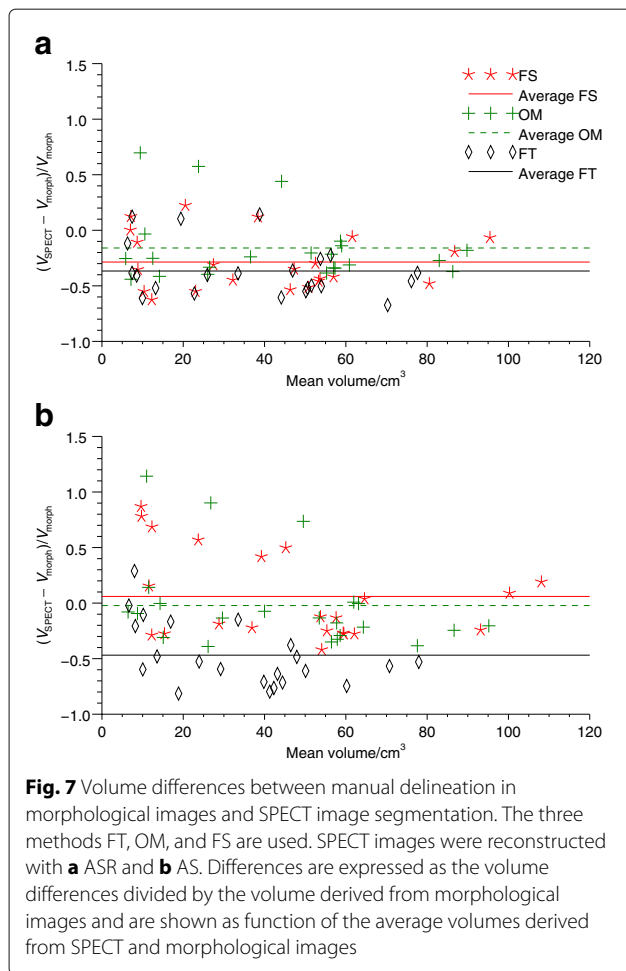 a
1.5
1.0
0.5
0.0
−0.5
−1.0
(V_SPECT − V_morph)/V_morph
FS
Average FS
OM
Average OM
FT
Average FT
0 20 40 60 80 100 120
Mean volume/cm³
b
1.5
1.0
0.5
0.0
−0.5
−1.0
(V_SPECT − V_morph)/V_morph
0 20 40 60 80 100 120
Mean volume/cm³
Fig. 7 Volume differences between manual delineation in
morphological images and SPECT image segmentation. The three
methods FT, OM, and FS are used. SPECT images were reconstructed
with a ASR and b AS. Differences are expressed as the volume
differences divided by the volume derived from morphological
images and are shown as function of the average volumes derived
from SPECT and morphological images